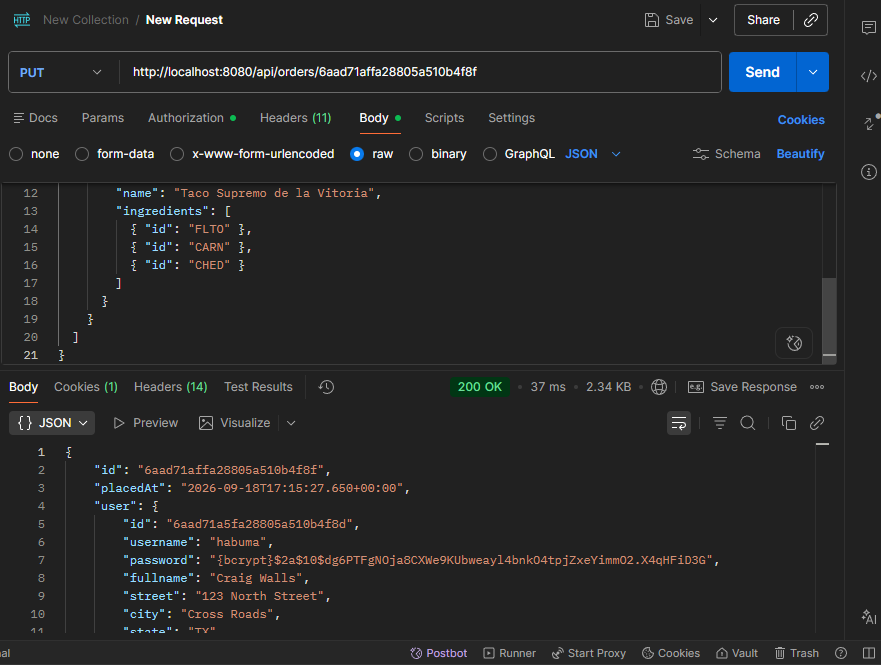 HTTP New Collection / New Request Save Share
PUT http://localhost:8080/api/orders/6aad71affa28805a510b4f8f Send
Docs Params Authorization Headers (11) Body Scripts Settings Cookies
none form-data x-www-form-urlencoded raw binary GraphQL JSON Schema Beautify
12 "name": "Taco Supremo de la Vitoria",
13 "ingredients": [
14 { "id": "FLTO" },
15 { "id": "CARN" },
16 { "id": "CHED" }
17 ]
18 }
19 }
20 ]
21 }
Body Cookies (1) Headers (14) Test Results 200 OK • 37 ms • 2.34 KB • e.g. Save Response
{} JSON Preview Visualize
1 {
2 "id": "6aad71affa28805a510b4f8f",
3 "placedAt": "2026-09-18T17:15:27.650+00:00",
4 "user": {
5 "id": "6aad71a5fa28805a510b4f8d",
6 "username": "habuma",
7 "password": "{bcrypt}$2a$10$dg6PTFgNOja8CXWe9KUbweayl4bnkO4tpjZxeYimmO2.X4qHFiD3G",
8 "fullname": "Craig Walls",
9 "street": "123 North Street",
10 "city": "Cross Roads",
11 "state": "TX"
al Postbot Runner Start Proxy Cookies Vault Trash
AI